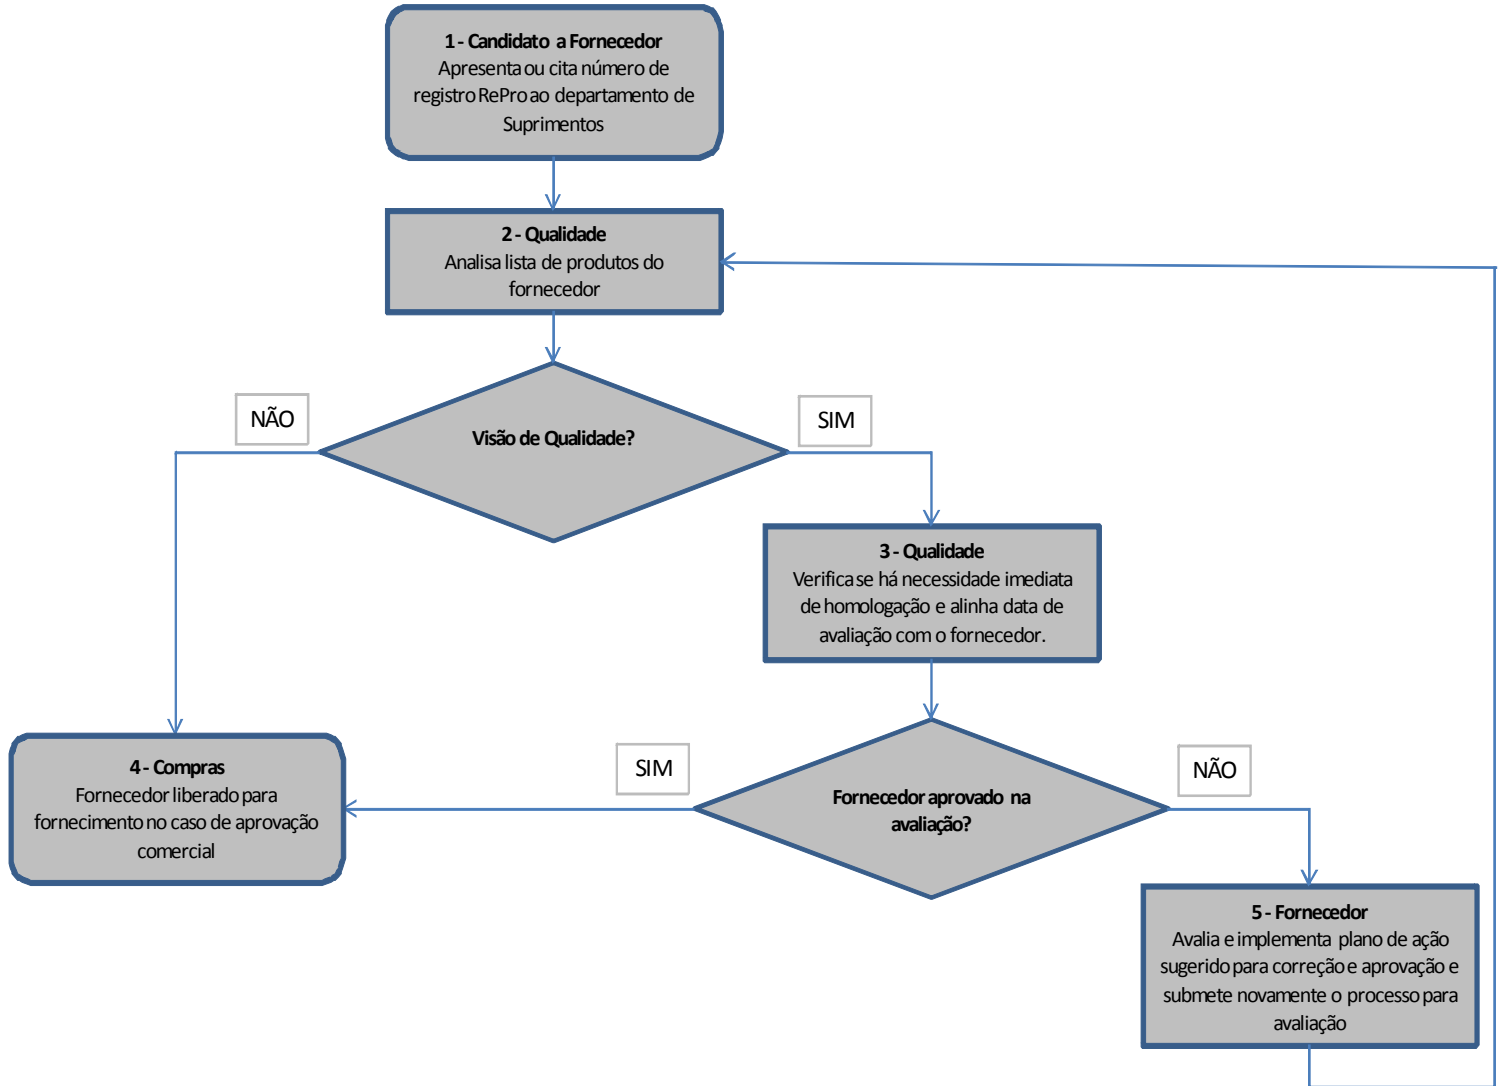 1 - Candidato a Fornecedor
Apresenta ou cita número de
registro RePro ao departamento de
Suprimentos
2 - Qualidade
Analisa lista de produtos do
fornecedor
NÃO
SIM
Visão de Qualidade?
3 - Qualidade
Verifica se há necessidade imediata
de homologação e alinha data de
avaliação com o fornecedor.
4 - Compras
Fornecedor liberado para
fornecimento no caso de aprovação
comercial
SIM
Fornecedor aprovado na
avaliação?
NÃO
5 - Fornecedor
Avalia e implementa plano de ação
sugerido para correção e aprovação e
submete novamente o processo para
avaliação